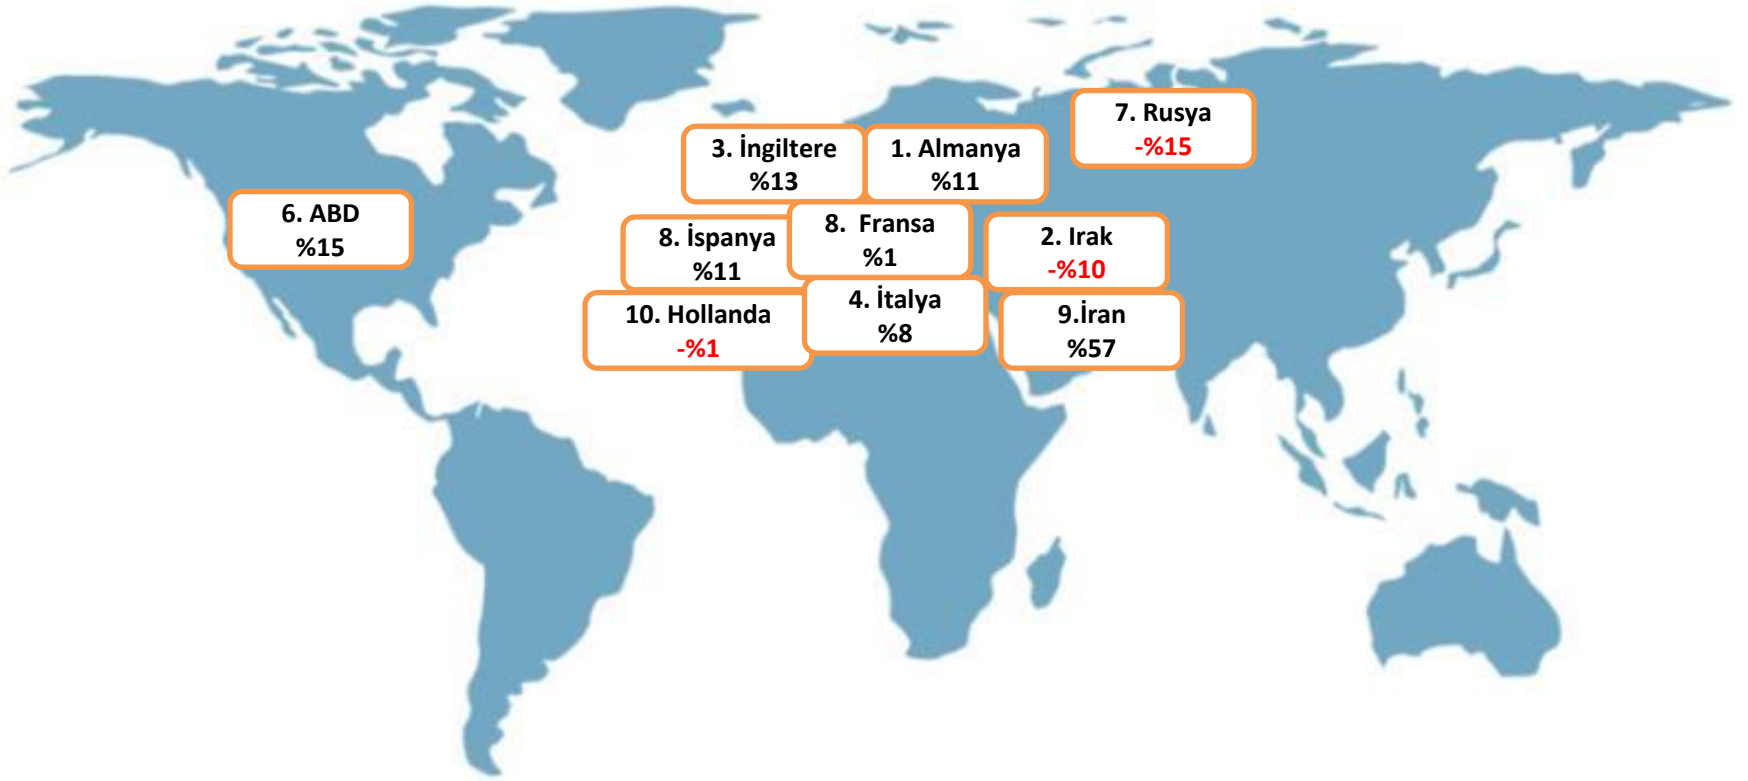 7. Rusya
-%15
3. İngiltere
%13
1. Almanya
%11
6. ABD
%15
8. İspanya
%11
8. Fransa
%1
2. Irak
-%10
10. Hollanda
-%1
4. İtalya
%8
9.İran
%57